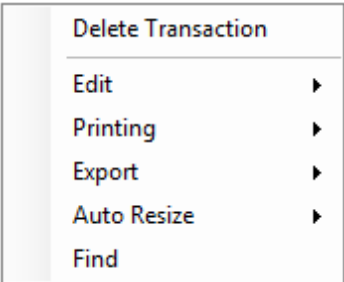 Delete Transaction
Edit
Printing
Export
Auto Resize
Find